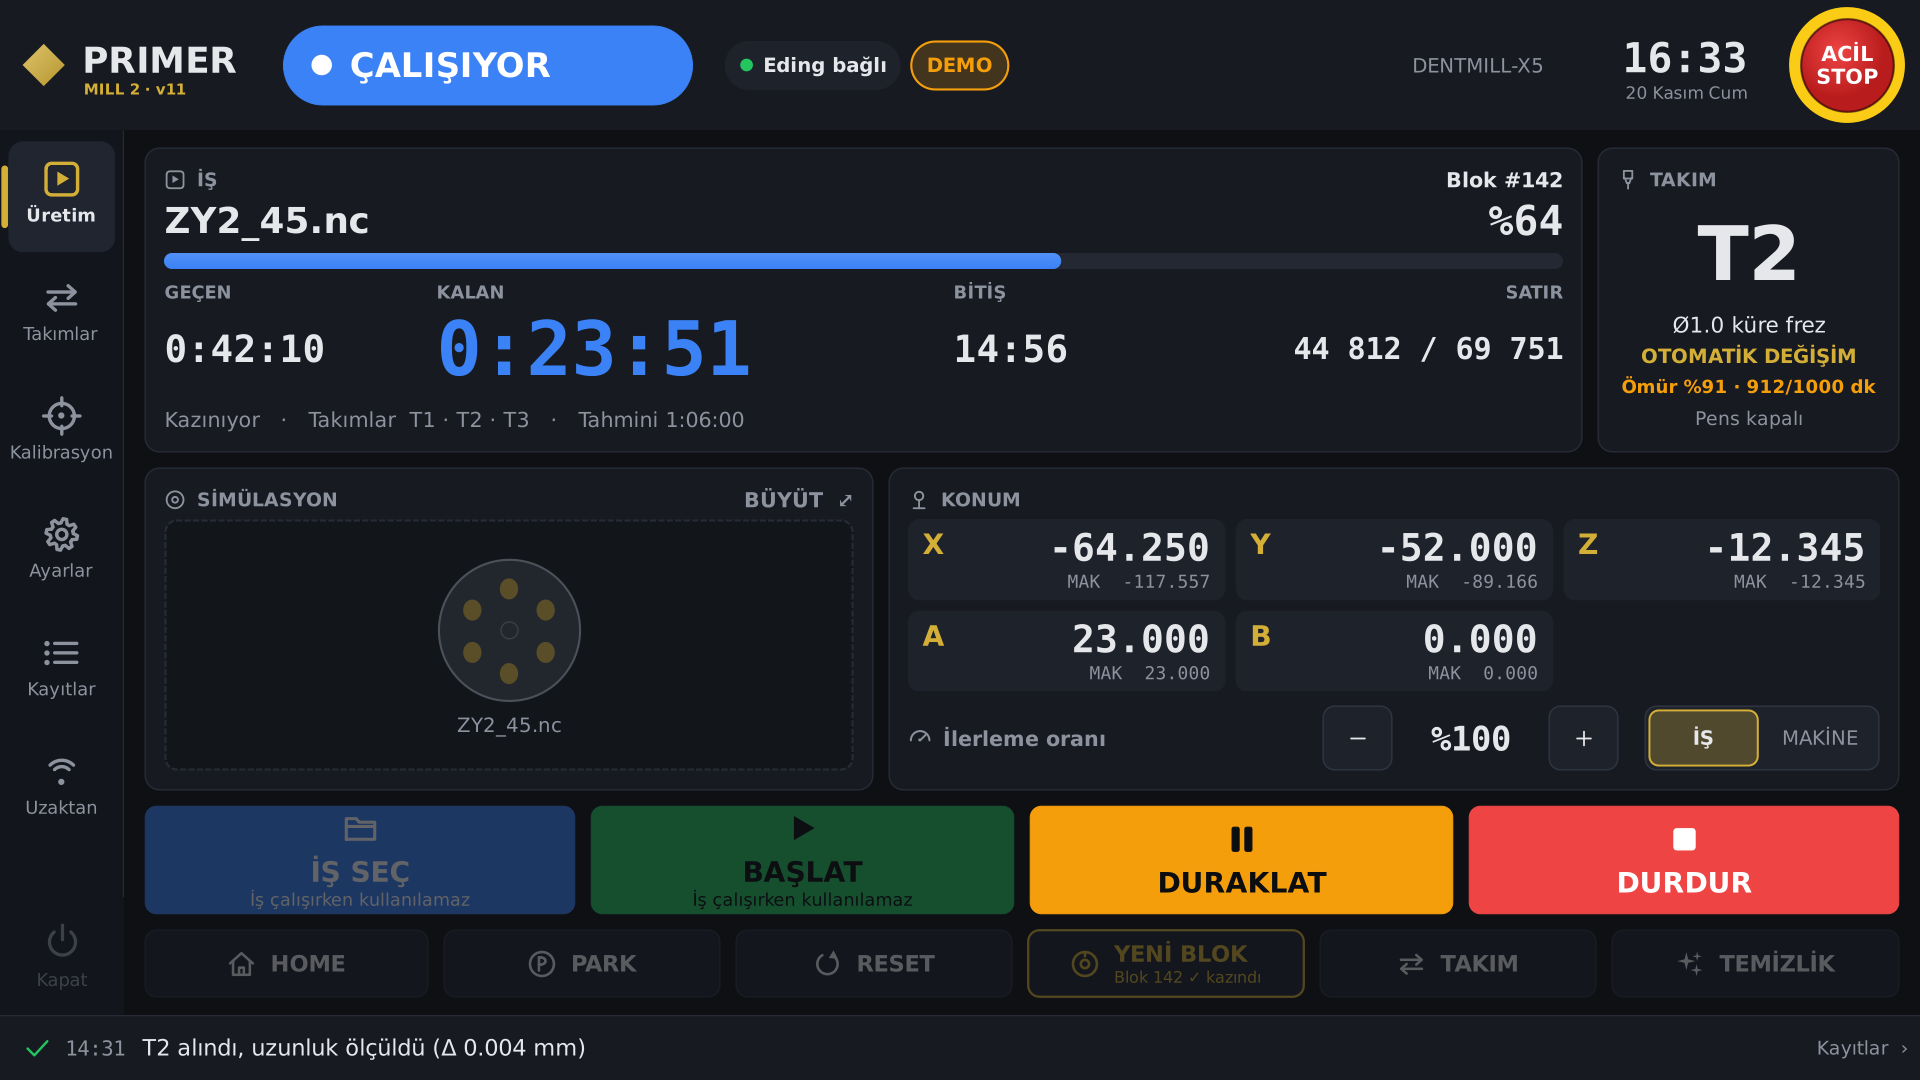 PRIMER
MILL 2 · v11
ÇALIŞIYOR
Eding bağlı
DEMO
DENTMILL-X5
16:33
20 Kasım Cum
ACİL
STOP
Üretim
Takımlar
Kalibrasyon
Ayarlar
Kayıtlar
Uzaktan
Kapat
İŞ
Blok #142
ZY2_45.nc
%64
GEÇEN
KALAN
BİTİŞ
SATIR
0:42:10
0:23:51
14:56
44 812 / 69 751
Kazınıyor · Takımlar T1 · T2 · T3 · Tahmini 1:06:00
TAKIM
T2
Ø1.0 küre frez
OTOMATİK DEĞİŞİM
Ömür %91 · 912/1000 dk
Pens kapalı
SİMÜLASYON
BÜYÜT ⤢
ZY2_45.nc
KONUM
X -64.250
MAK -117.557
Y -52.000
MAK -89.166
Z -12.345
MAK -12.345
A 23.000
MAK 23.000
B 0.000
MAK 0.000
İlerleme oranı
− %100 +
İŞ
MAKİNE
İŞ SEÇ
İş çalışırken kullanılamaz
BAŞLAT
İş çalışırken kullanılamaz
DURAKLAT
DURDUR
HOME
PARK
RESET
YENİ BLOK
Blok 142 ✓ kazındı
TAKIM
TEMİZLİK
14:31 T2 alındı, uzunluk ölçüldü (Δ 0.004 mm)
Kayıtlar ›